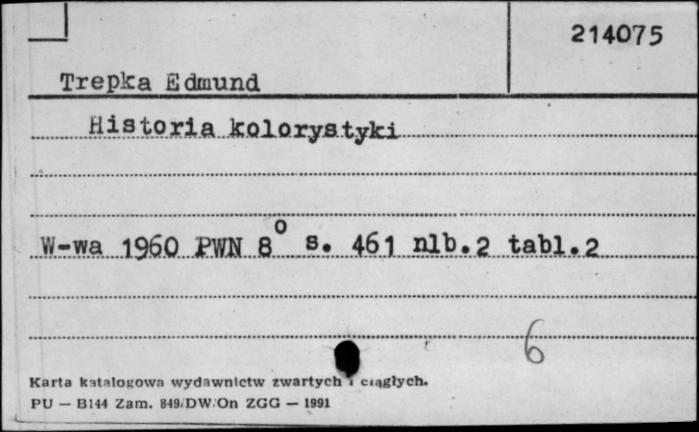 214075
Trepka Edmund
Historia kolorystyki
W-wa 1960 PWN 8° s. 461 nlb.2 tabl.2
6
Karta katalogowa wydawnictw zwartych i ciągłych.
PU — B144 Zam. 849/DW/On ZGG — 1991